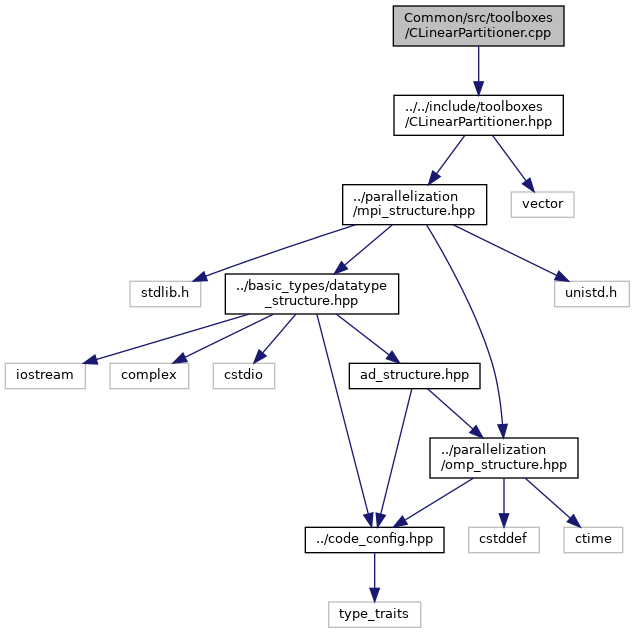 Common/src/toolboxes
/CLinearPartitioner.cpp
../../include/toolboxes
/CLinearPartitioner.hpp
../parallelization
/mpi_structure.hpp
vector
stdlib.h
../basic_types/datatype
_structure.hpp
unistd.h
iostream
complex
cstdio
ad_structure.hpp
../parallelization
/omp_structure.hpp
../code_config.hpp
cstddef
ctime
type_traits